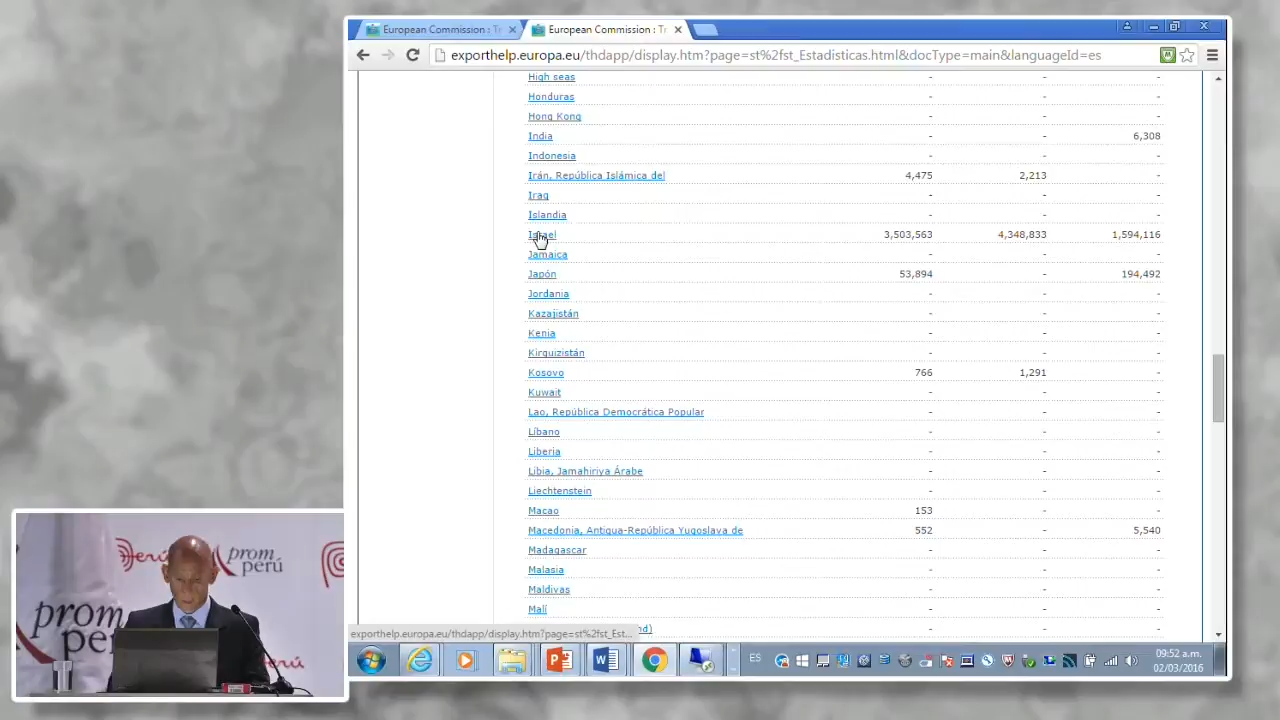 European Commission : Tr
European Commission : Tr
exporthelp.europa.eu/thdapp/display.htm?page=st%2fst_Estadisticas.html&docType=main&languageId=es
High seas - - -
Honduras - - -
Hong Kong - - -
India - - 6,308
Indonesia - - -
Irán, República Islámica del 4,475 2,213 -
Iraq - - -
Islandia - - -
Israel 3,503,563 4,348,833 1,594,116
Jamaica - - -
Japón 53,894 - 194,492
Jordania - - -
Kazajistán - - -
Kenia - - -
Kirguizistán - - -
Kosovo 766 1,291 -
Kuwait - - -
Lao, República Democrática Popular - - -
Líbano - - -
Liberia - - -
Libia, Jamahiriya Árabe - - -
Liechtenstein - - -
Macao 153 - -
Macedonia, Antigua-República Yugoslava de 552 - 5,540
Madagascar - - -
Malasia - - -
Maldivas - - -
Malí - - -
exporthelp.europa.eu/thdapp/display.htm?page=st%2fst_Est...
nd) - - -
ES
09:52 a.m.
02/03/2016
Perú
prom
perú
prom
Perú